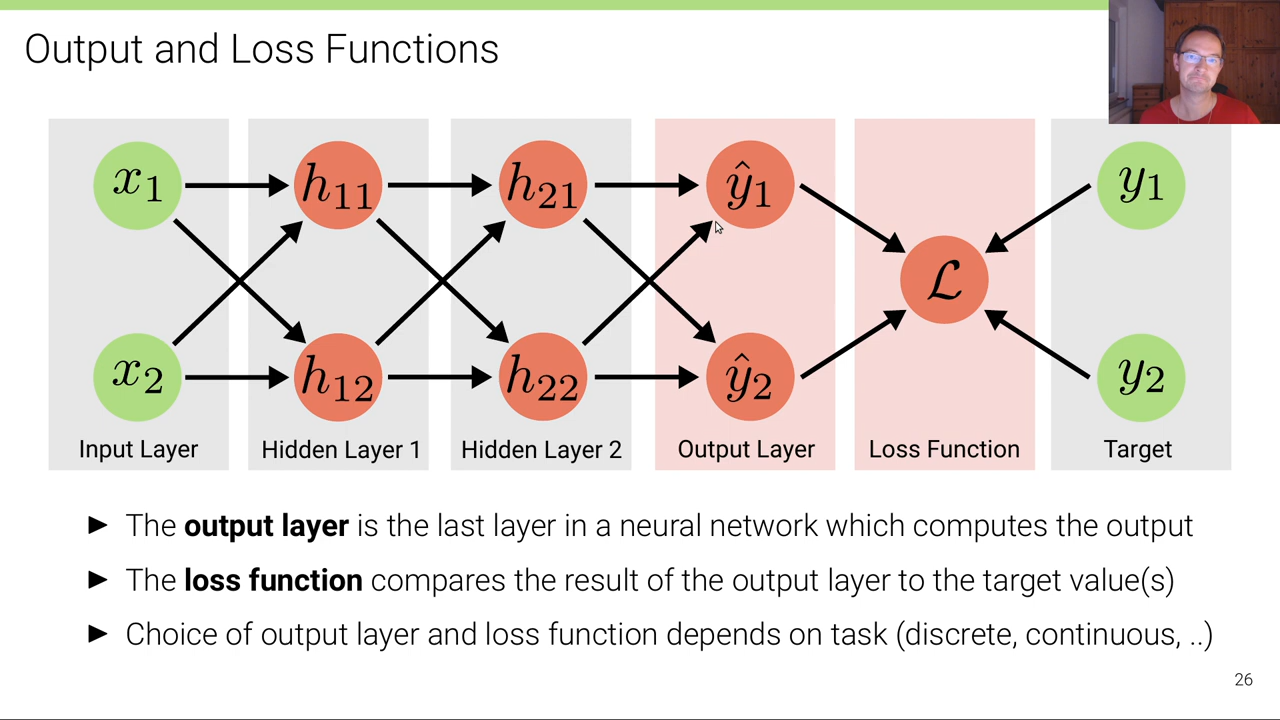 Output and Loss Functions
x₁ h₁₁ h₂₁ ŷ₁ y₁
ℒ
x₂ h₁₂ h₂₂ ŷ₂ y₂
Input Layer Hidden Layer 1 Hidden Layer 2 Output Layer Loss Function Target
► The output layer is the last layer in a neural network which computes the output
► The loss function compares the result of the output layer to the target value(s)
► Choice of output layer and loss function depends on task (discrete, continuous, ..)
26